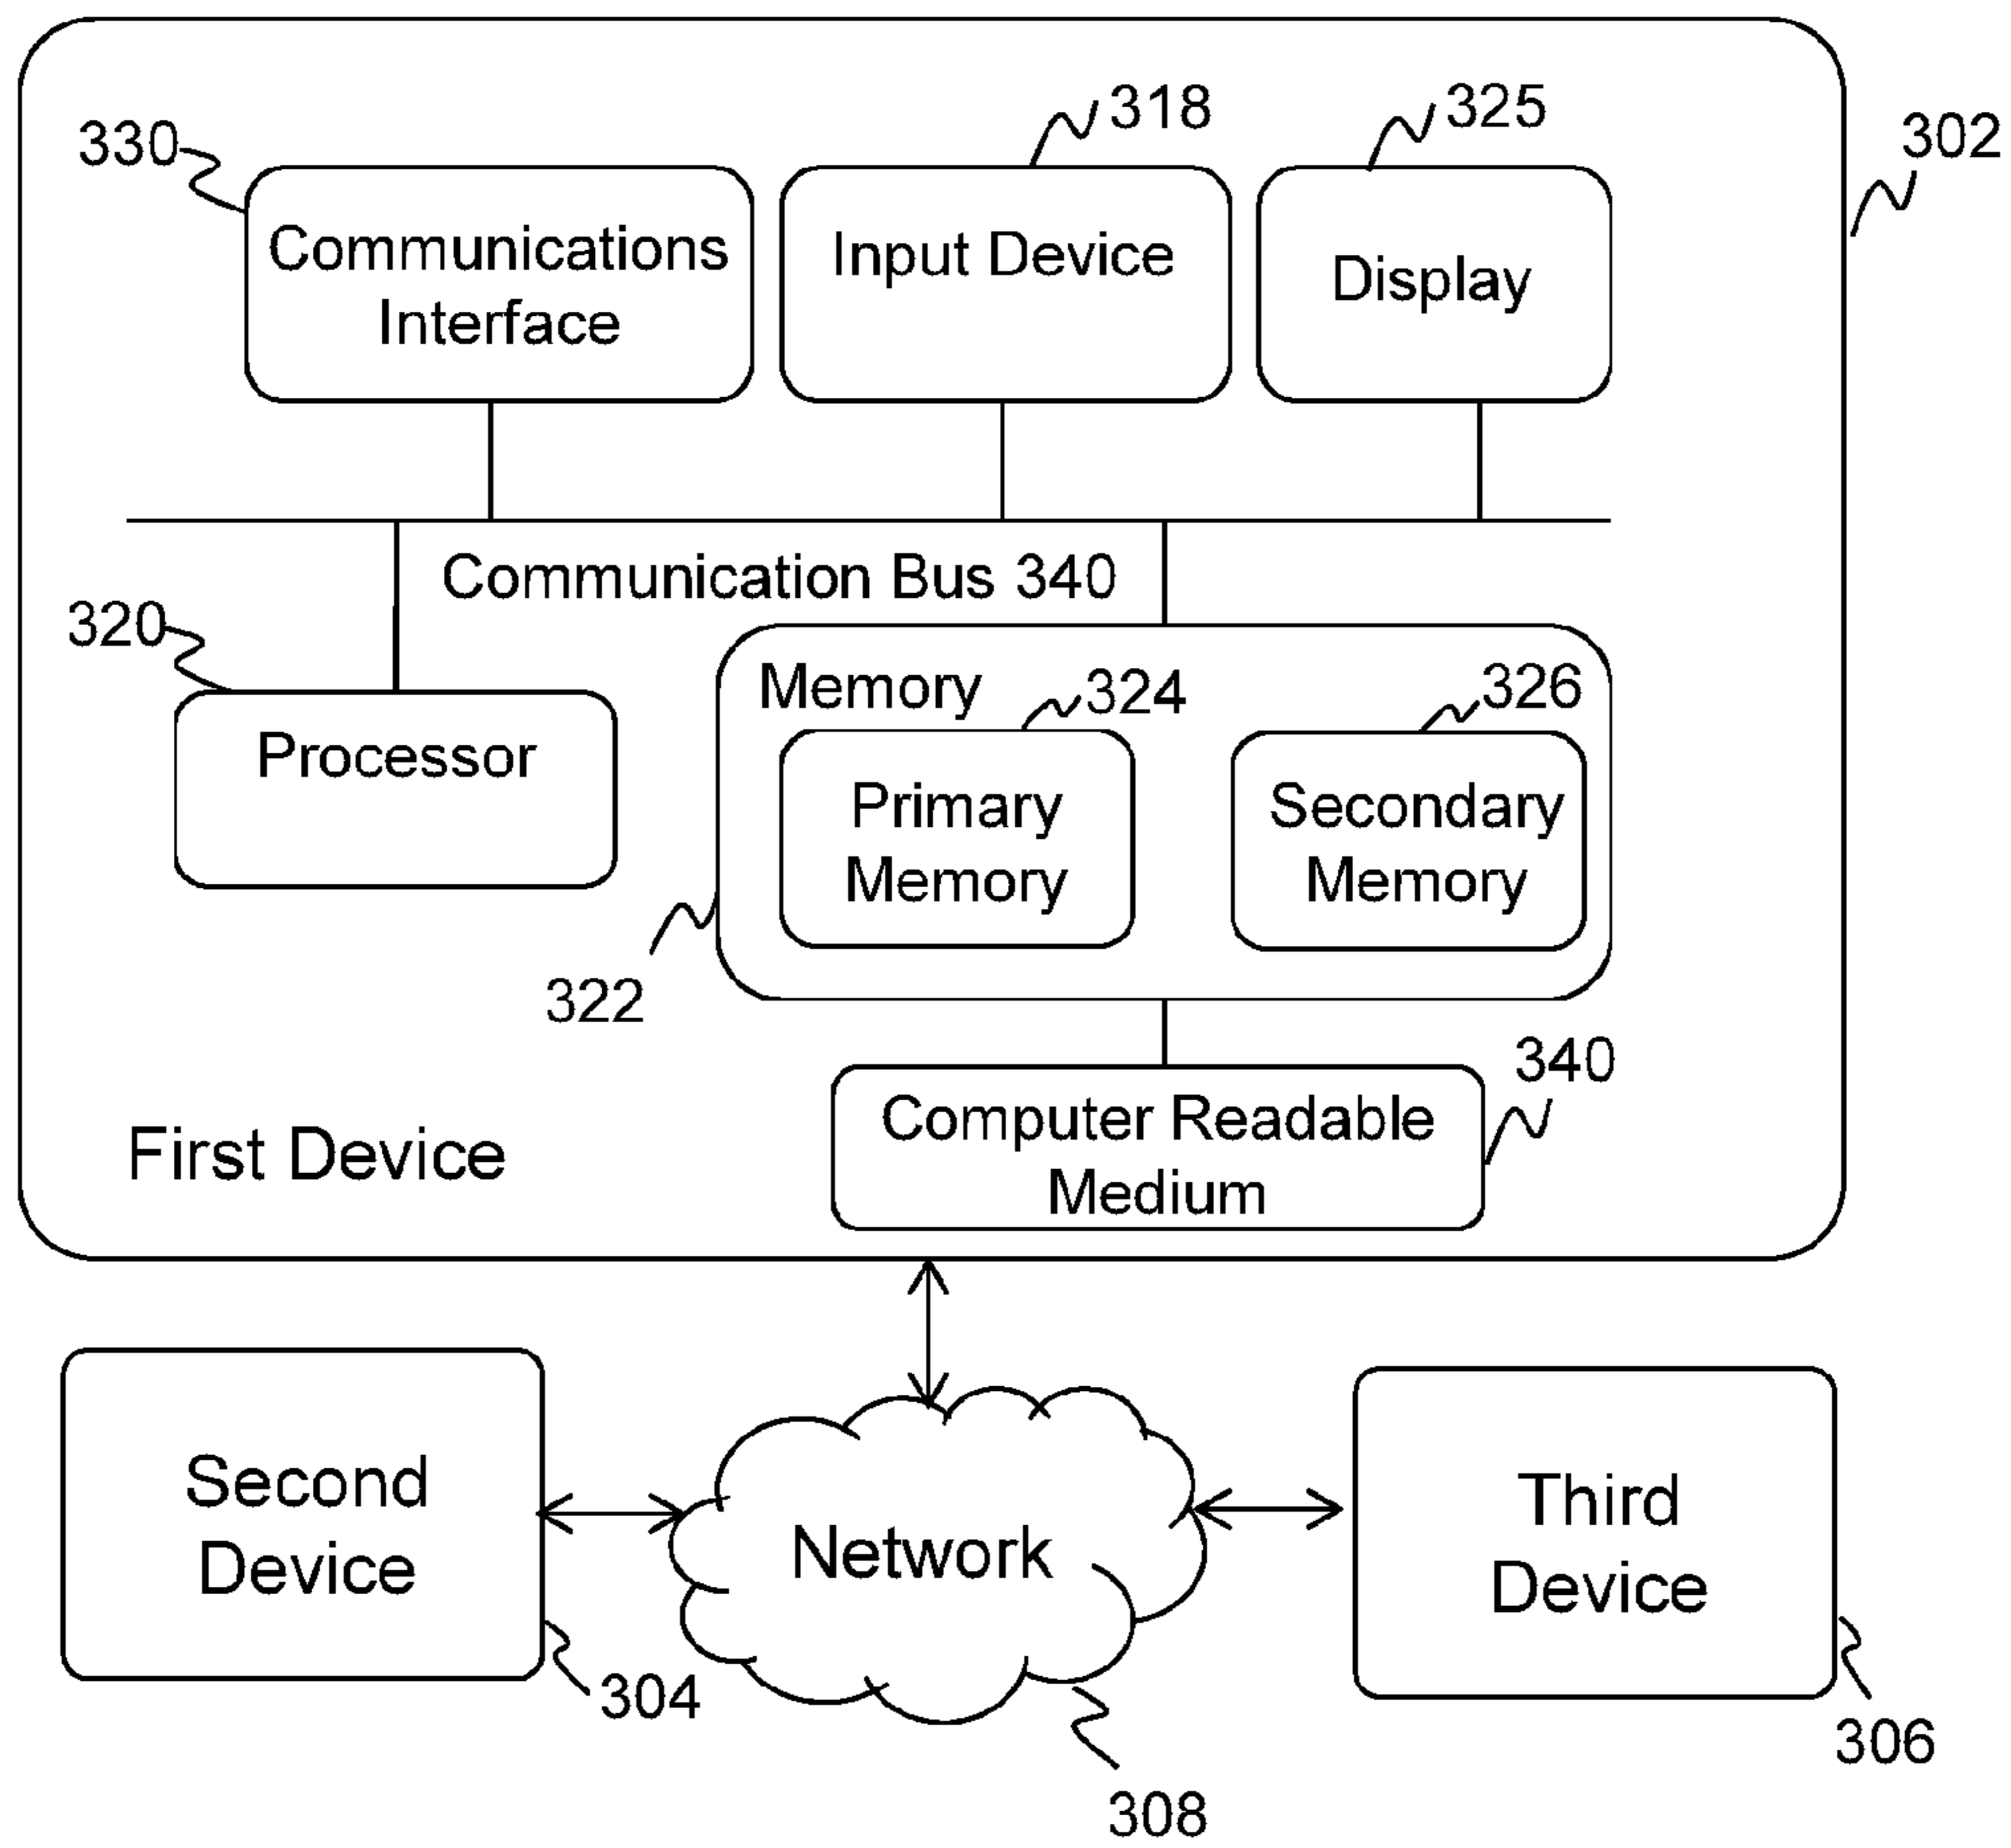 330
318
325
302
Communications
Interface
Input Device
Display
Communication Bus 340
320
Processor
Memory
324
326
Primary
Memory
Secondary
Memory
322
340
Computer Readable
Medium
First Device
Second
Device
304
Network
308
Third
Device
306